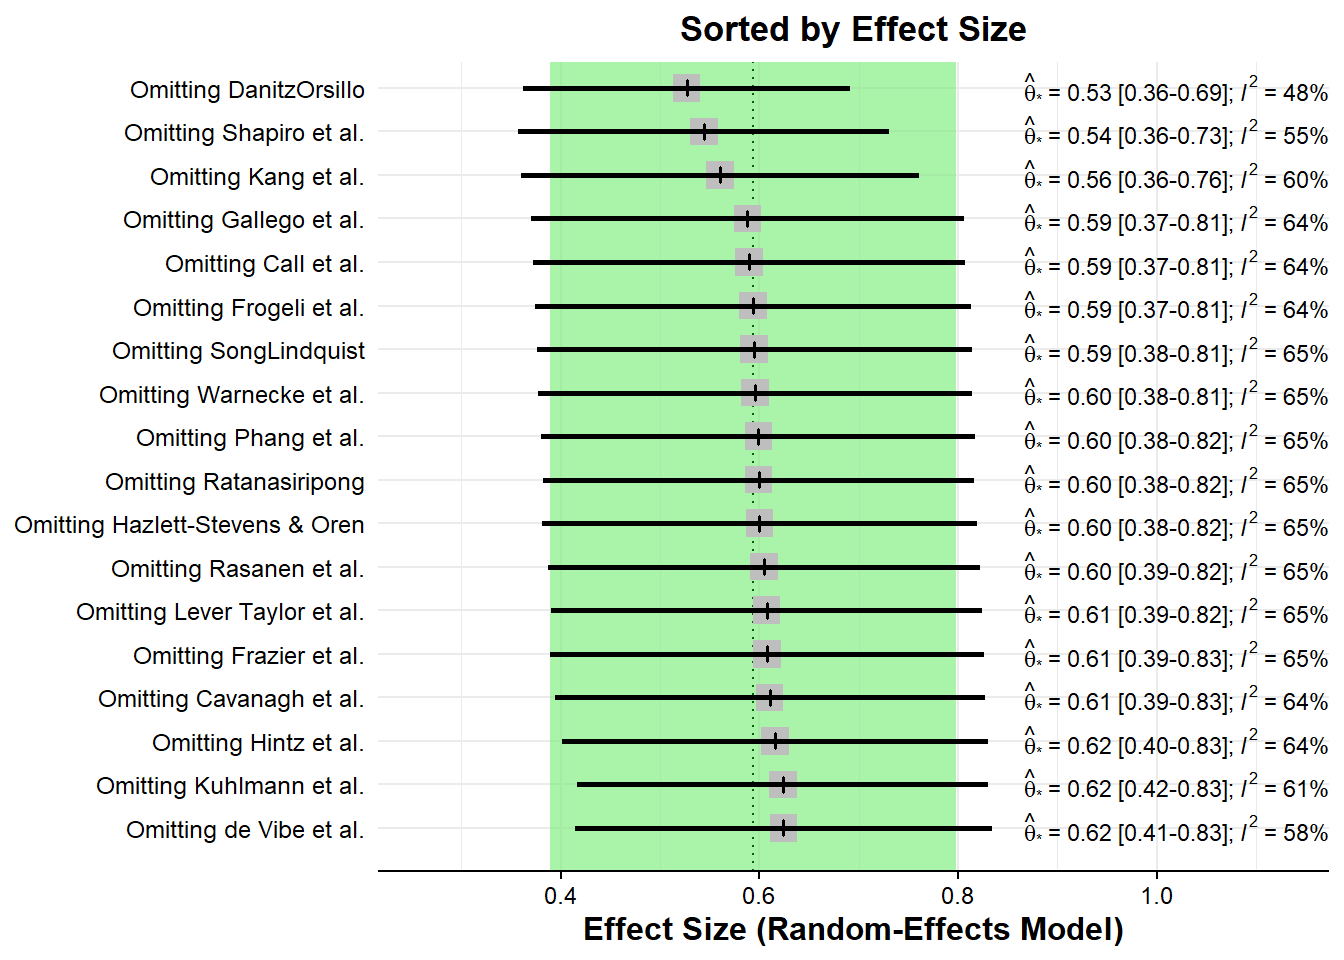 Sorted by Effect Size
Omitting DanitzOrsillo θ̂* = 0.53 [0.36-0.69]; I² = 48%
Omitting Shapiro et al. θ̂* = 0.54 [0.36-0.73]; I² = 55%
Omitting Kang et al. θ̂* = 0.56 [0.36-0.76]; I² = 60%
Omitting Gallego et al. θ̂* = 0.59 [0.37-0.81]; I² = 64%
Omitting Call et al. θ̂* = 0.59 [0.37-0.81]; I² = 64%
Omitting Frogeli et al. θ̂* = 0.59 [0.37-0.81]; I² = 64%
Omitting SongLindquist θ̂* = 0.59 [0.38-0.81]; I² = 65%
Omitting Warnecke et al. θ̂* = 0.60 [0.38-0.81]; I² = 65%
Omitting Phang et al. θ̂* = 0.60 [0.38-0.82]; I² = 65%
Omitting Ratanasiripong θ̂* = 0.60 [0.38-0.82]; I² = 65%
Omitting Hazlett-Stevens & Oren θ̂* = 0.60 [0.38-0.82]; I² = 65%
Omitting Rasanen et al. θ̂* = 0.60 [0.39-0.82]; I² = 65%
Omitting Lever Taylor et al. θ̂* = 0.61 [0.39-0.82]; I² = 65%
Omitting Frazier et al. θ̂* = 0.61 [0.39-0.83]; I² = 65%
Omitting Cavanagh et al. θ̂* = 0.61 [0.39-0.83]; I² = 64%
Omitting Hintz et al. θ̂* = 0.62 [0.40-0.83]; I² = 64%
Omitting Kuhlmann et al. θ̂* = 0.62 [0.42-0.83]; I² = 61%
Omitting de Vibe et al. θ̂* = 0.62 [0.41-0.83]; I² = 58%
0.4 0.6 0.8 1.0
Effect Size (Random-Effects Model)